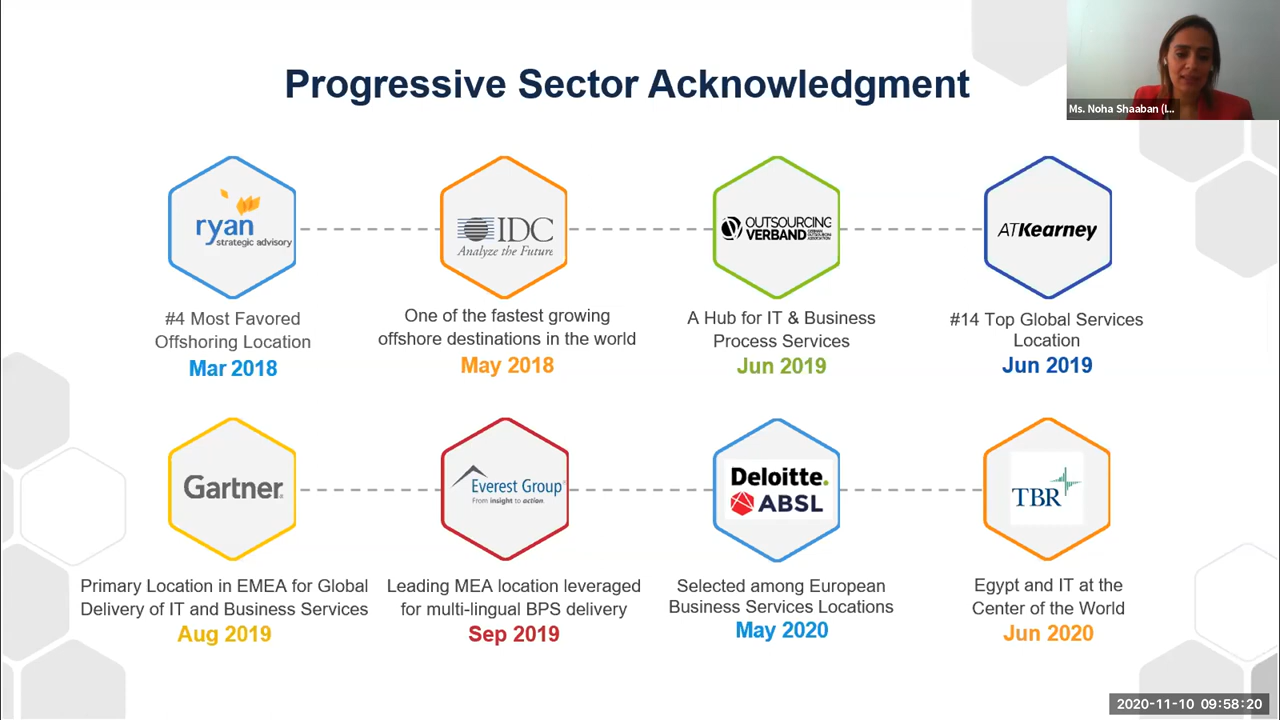 Progressive Sector Acknowledgment
Ms. Noha Shaaban (I...
ryan
strategic advisory
#4 Most Favored
Offshoring Location
Mar 2018
IDC
Analyze the Future
One of the fastest growing
offshore destinations in the world
May 2018
OUTSOURCING
VERBAND
A Hub for IT & Business
Process Services
Jun 2019
ATKearney
#14 Top Global Services
Location
Jun 2019
Gartner
Primary Location in EMEA for Global
Delivery of IT and Business Services
Aug 2019
Everest Group®
From insight to action
Leading MEA location leveraged
for multi-lingual BPS delivery
Sep 2019
Deloitte.
ABSL
Selected among European
Business Services Locations
May 2020
TBR
Egypt and IT at the
Center of the World
Jun 2020
2020-11-10 09:58:20